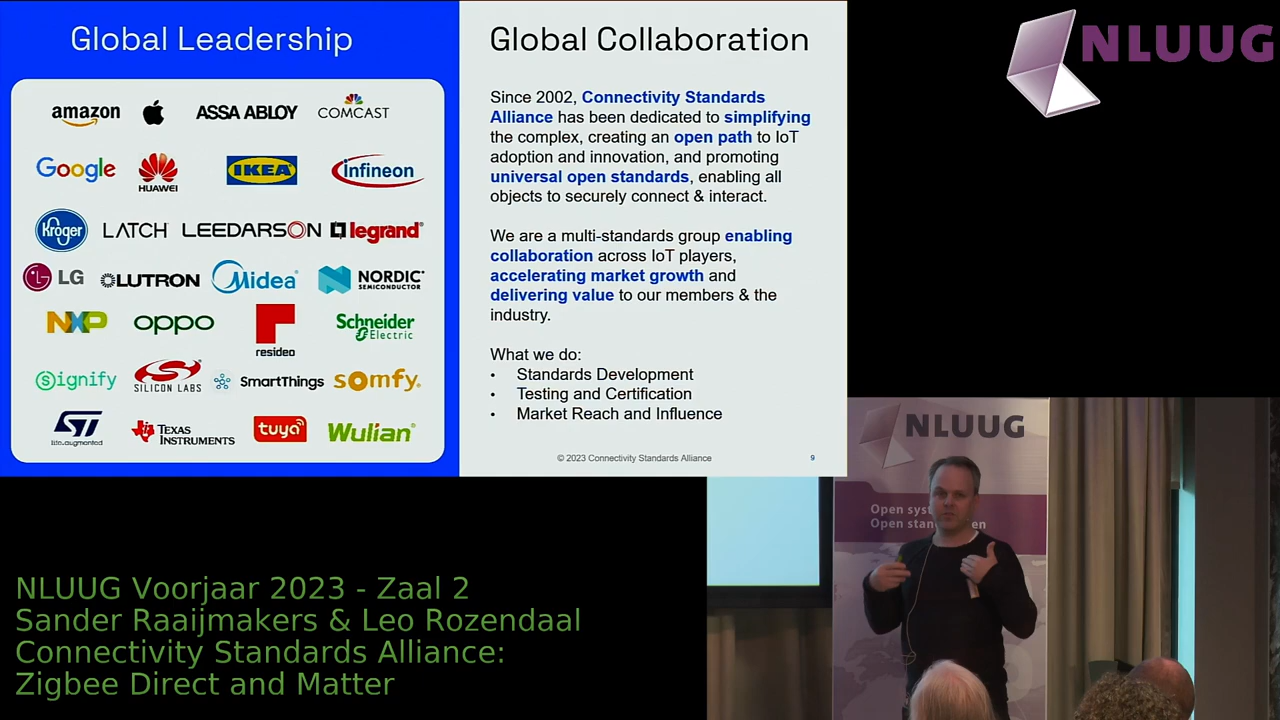 Global Leadership
amazon
ASSA ABLOY
COMCAST
Google
HUAWEI
IKEA
infineon
Kroger
LATCH
LEEDARSON
legrand®
LG
LUTRON
Midea®
NORDIC®
SEMICONDUCTOR
NXP
oppo
resideo
Schneider
Electric
Signify
SILICON LABS
SmartThings
somfy®
ST
life.augmented
TEXAS
INSTRUMENTS
tuya
Wulian®
Global Collaboration
Since 2002, Connectivity Standards
Alliance has been dedicated to simplifying
the complex, creating an open path to IoT
adoption and innovation, and promoting
universal open standards, enabling all
objects to securely connect & interact.
We are a multi-standards group enabling
collaboration across IoT players,
accelerating market growth and
delivering value to our members & the
industry.
What we do:
• Standards Development
• Testing and Certification
• Market Reach and Influence
© 2023 Connectivity Standards Alliance
9
NLUUG
NLUUG
Open
Open
NLUUG Voorjaar 2023 - Zaal 2
Sander Raaijmakers & Leo Rozendaal
Connectivity Standards Alliance:
Zigbee Direct and Matter